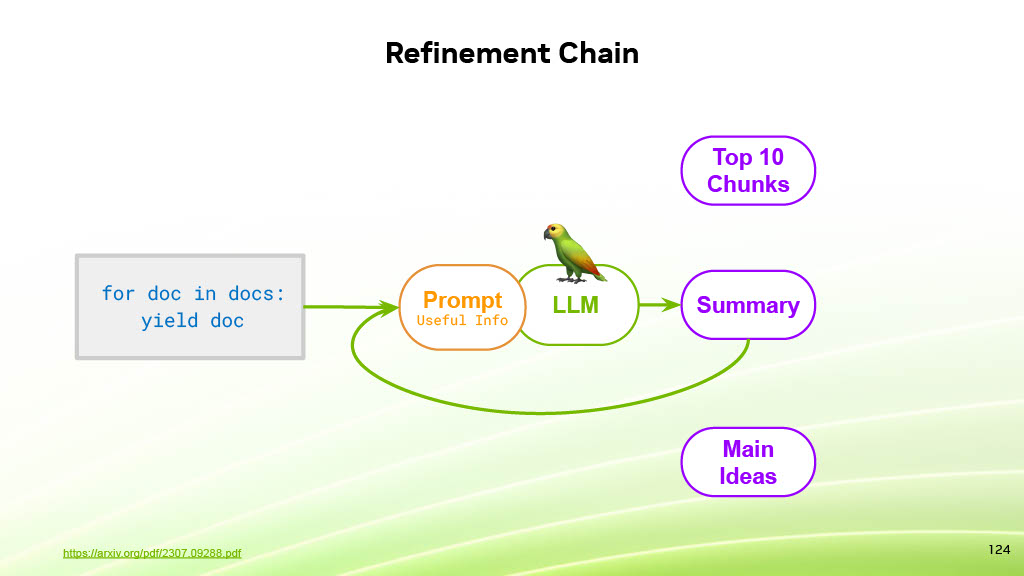 Refinement Chain
Top 10
Chunks
for doc in docs:
yield doc
Prompt
Useful Info
LLM
Summary
Main
Ideas
https://arxiv.org/pdf/2307.09288.pdf
124